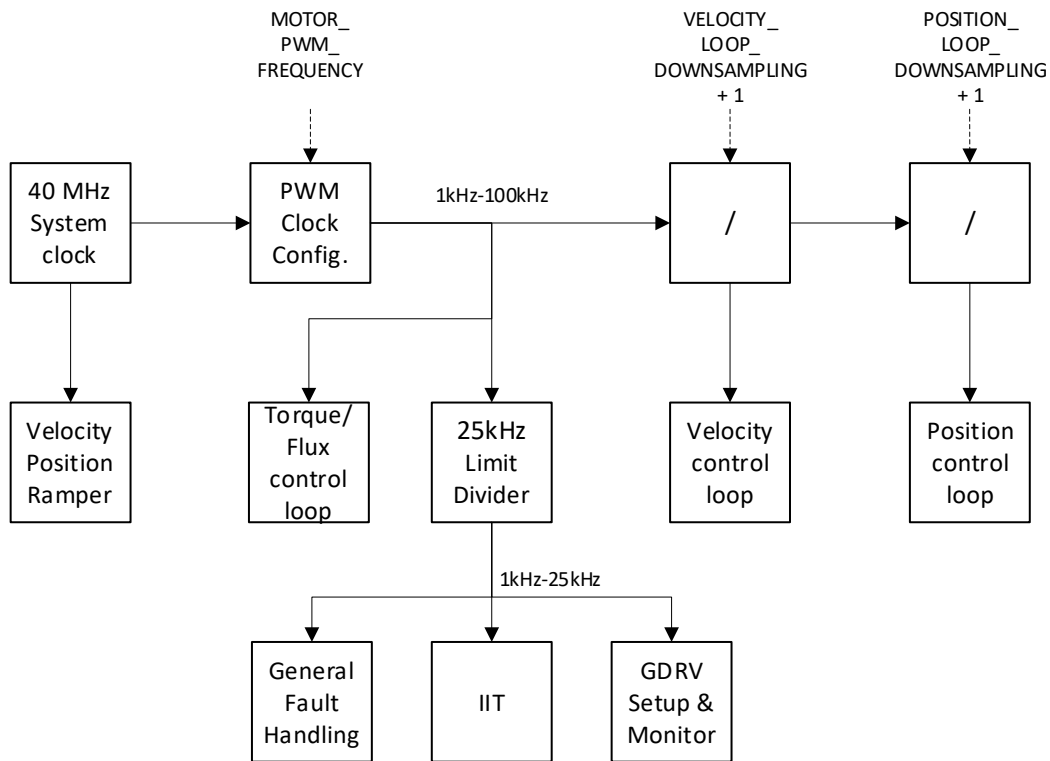 MOTOR_
PWM_
FREQUENCY
VELOCITY_
LOOP_
DOWNSAMPLING
+ 1
POSITION_
LOOP_
DOWNSAMPLING
+ 1
40 MHz
System
clock
PWM
Clock
Config.
1kHz-100kHz
/
/
Velocity
Position
Ramper
Torque/
Flux
control
loop
25kHz
Limit
Divider
Velocity
control
loop
Position
control
loop
1kHz-25kHz
General
Fault
Handling
IIT
GDRV
Setup &
Monitor